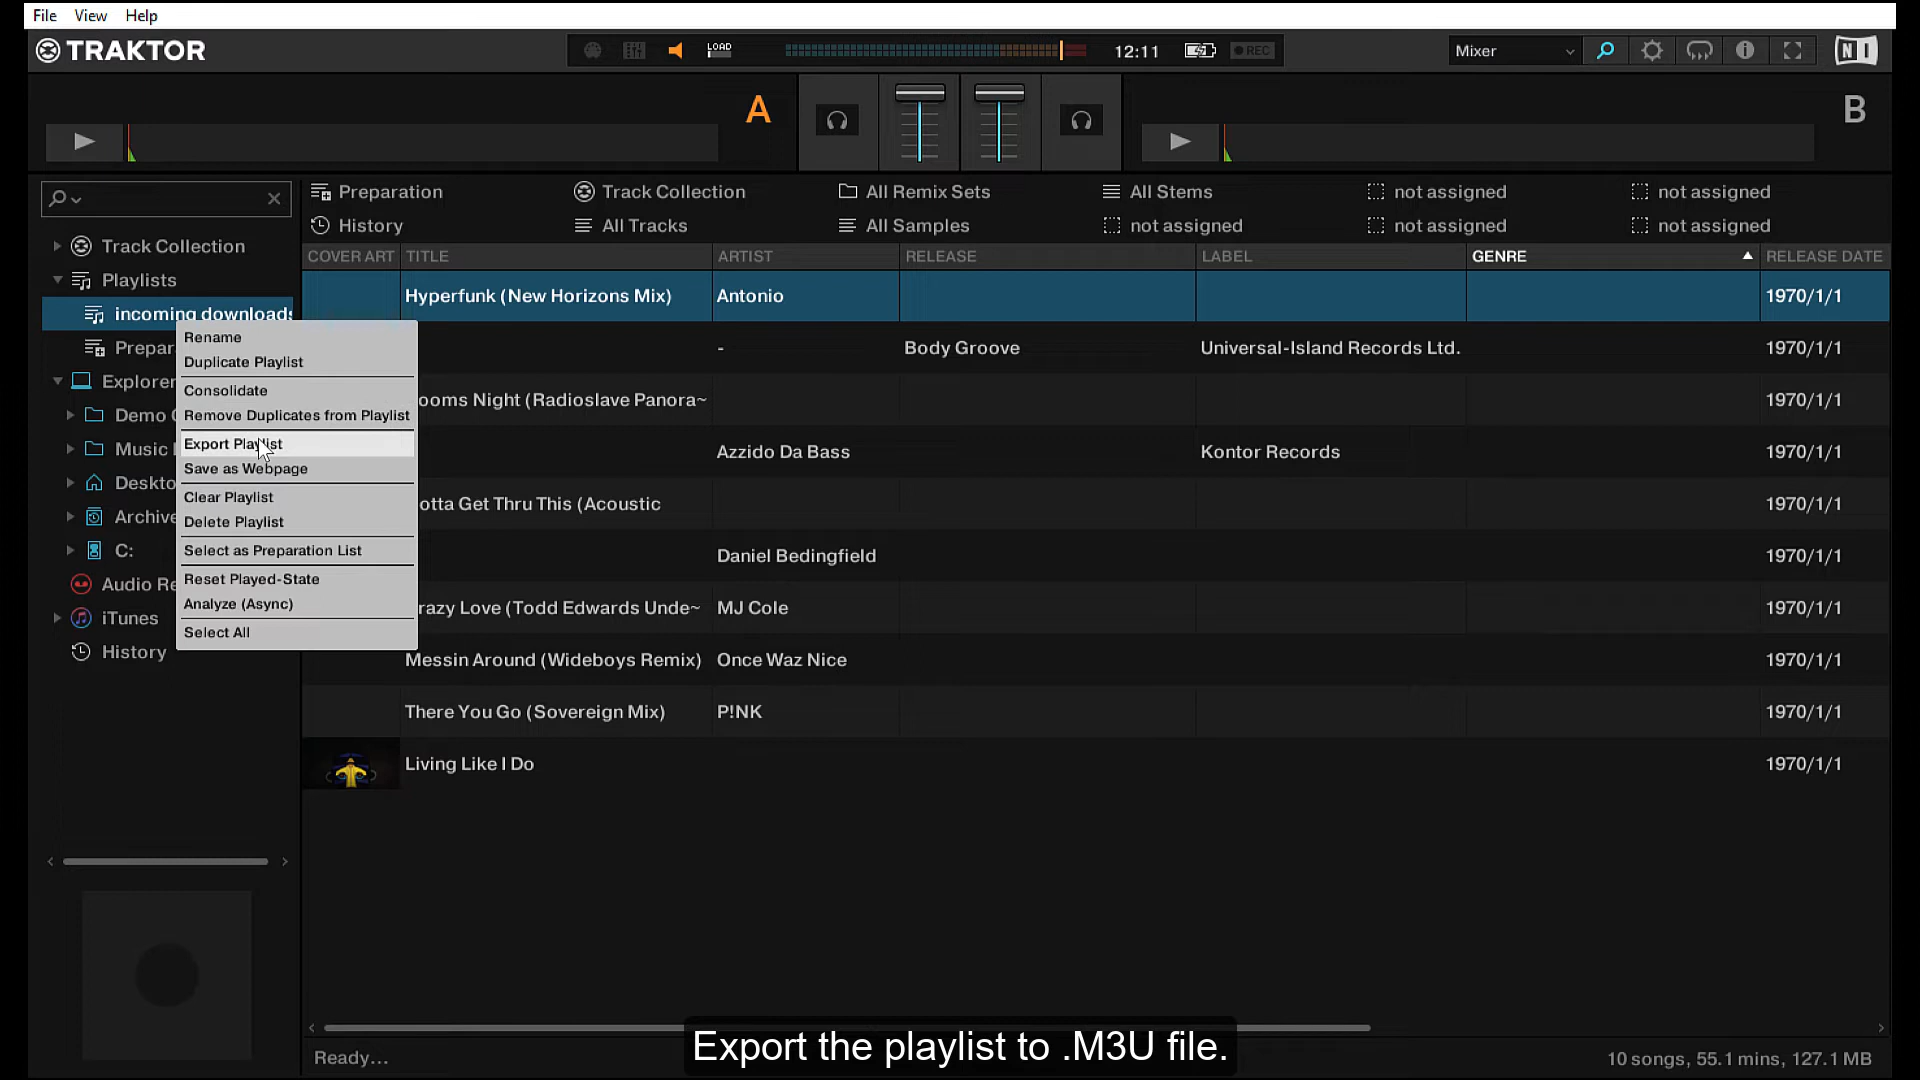 File View Help
TRAKTOR
LOAD
12:11
REC
Mixer
NI
A
B
Preparation Track Collection All Remix Sets All Stems not assigned not assigned
History All Tracks All Samples not assigned not assigned not assigned
Track Collection
Playlists
incoming downloads
Prepar
Explorer
Demo
Music
Deskto
Archive
C:
Audio Re
iTunes
History
Rename
Duplicate Playlist
Consolidate
Remove Duplicates from Playlist
Export Playlist
Save as Webpage
Clear Playlist
Delete Playlist
Select as Preparation List
Reset Played-State
Analyze (Async)
Select All
COVER ART TITLE ARTIST RELEASE LABEL GENRE RELEASE DATE
Hyperfunk (New Horizons Mix) Antonio 1970/1/1
- Body Groove Universal-Island Records Ltd. 1970/1/1
ooms Night (Radioslave Panora~ 1970/1/1
Azzido Da Bass Kontor Records 1970/1/1
otta Get Thru This (Acoustic 1970/1/1
Daniel Bedingfield 1970/1/1
razy Love (Todd Edwards Unde~ MJ Cole 1970/1/1
Messin Around (Wideboys Remix) Once Waz Nice 1970/1/1
There You Go (Sovereign Mix) P!NK 1970/1/1
Living Like I Do 1970/1/1
Export the playlist to .M3U file.
Ready... 10 songs, 55.1 mins, 127.1 MB